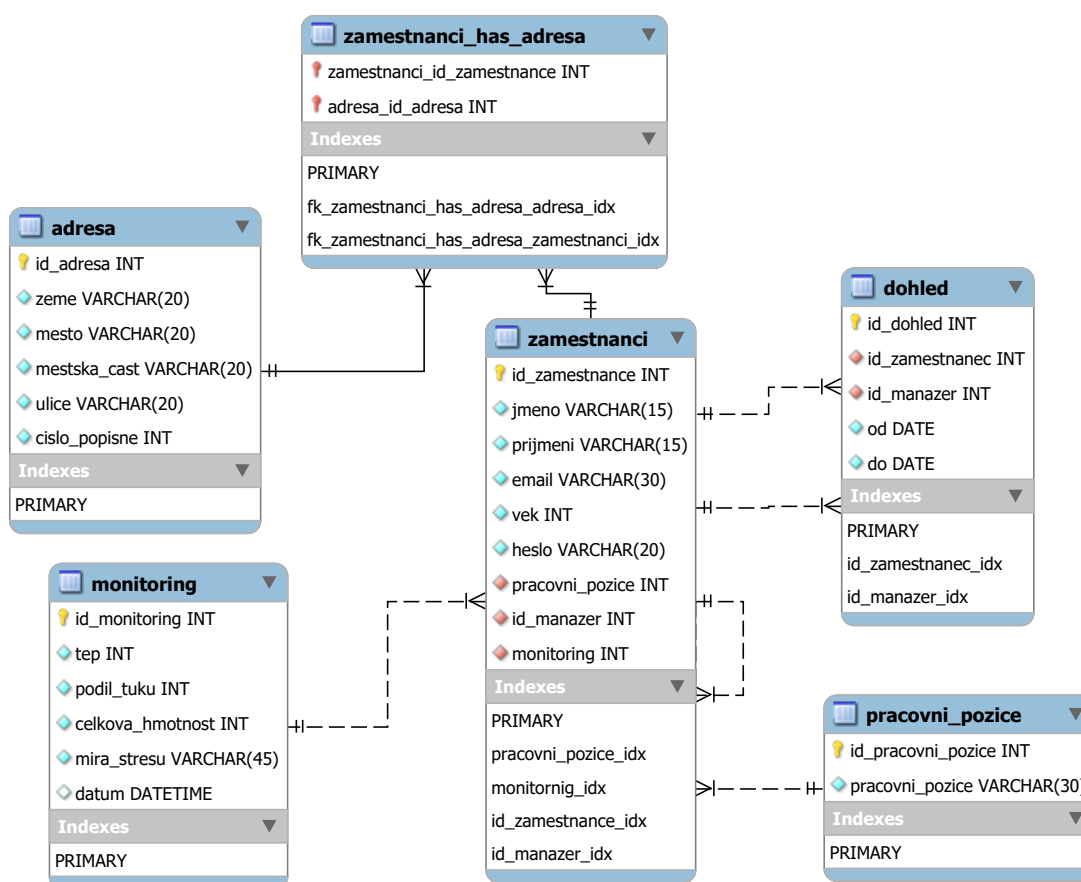 zamestnanci_has_adresa
zamestnanci_id_zamestnance INT
adresa_id_adresa INT
Indexes
PRIMARY
fk_zamestnanci_has_adresa_adresa_idx
fk_zamestnanci_has_adresa_zamestnanci_idx
adresa
id_adresa INT
zeme VARCHAR(20)
mesto VARCHAR(20)
mestska_cast VARCHAR(20)
ulice VARCHAR(20)
cislo_popisne INT
Indexes
PRIMARY
zamestnanci
id_zamestnance INT
jmeno VARCHAR(15)
prijmeni VARCHAR(15)
email VARCHAR(30)
vek INT
heslo VARCHAR(20)
pracovni_pozice INT
id_manazer INT
monitoring INT
Indexes
PRIMARY
pracovni_pozice_idx
monitornig_idx
id_zamestnance_idx
id_manazer_idx
dohled
id_dohled INT
id_zamestnanec INT
id_manazer INT
od DATE
do DATE
Indexes
PRIMARY
id_zamestnanec_idx
id_manazer_idx
monitoring
id_monitoring INT
tep INT
podil_tuku INT
celkova_hmotnost INT
mira_stresu VARCHAR(45)
datum DATETIME
Indexes
PRIMARY
pracovni_pozice
id_pracovni_pozice INT
pracovni_pozice VARCHAR(30)
Indexes
PRIMARY